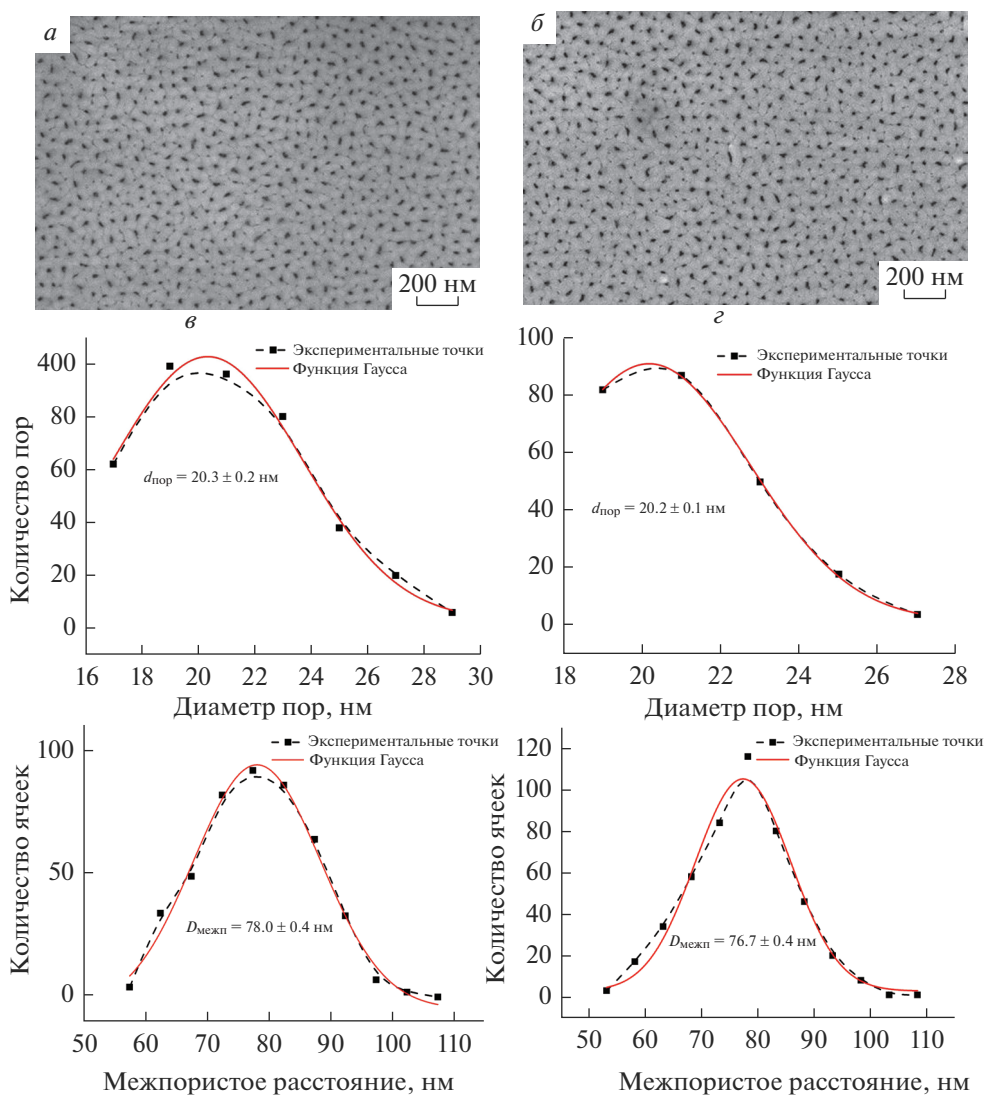 а
б
200 нм
200 нм
в
г
400
80
60
40
20
0
Количество пор
Экспериментальные точки
Функция Гаусса
dпор = 20.3 ± 0.2 нм
16 18 20 22 24 26 28 30
Диаметр пор, нм
100
80
60
40
20
0
Экспериментальные точки
Функция Гаусса
dпор = 20.2 ± 0.1 нм
18 20 22 24 26 28
Диаметр пор, нм
100
50
0
Количество ячеек
Экспериментальные точки
Функция Гаусса
Dмежп = 78.0 ± 0.4 нм
50 60 70 80 90 100 110
Межпористое расстояние, нм
120
100
80
60
40
20
0
Количество ячеек
Экспериментальные точки
Функция Гаусса
Dмежп = 76.7 ± 0.4 нм
50 60 70 80 90 100 110
Межпористое расстояние, нм